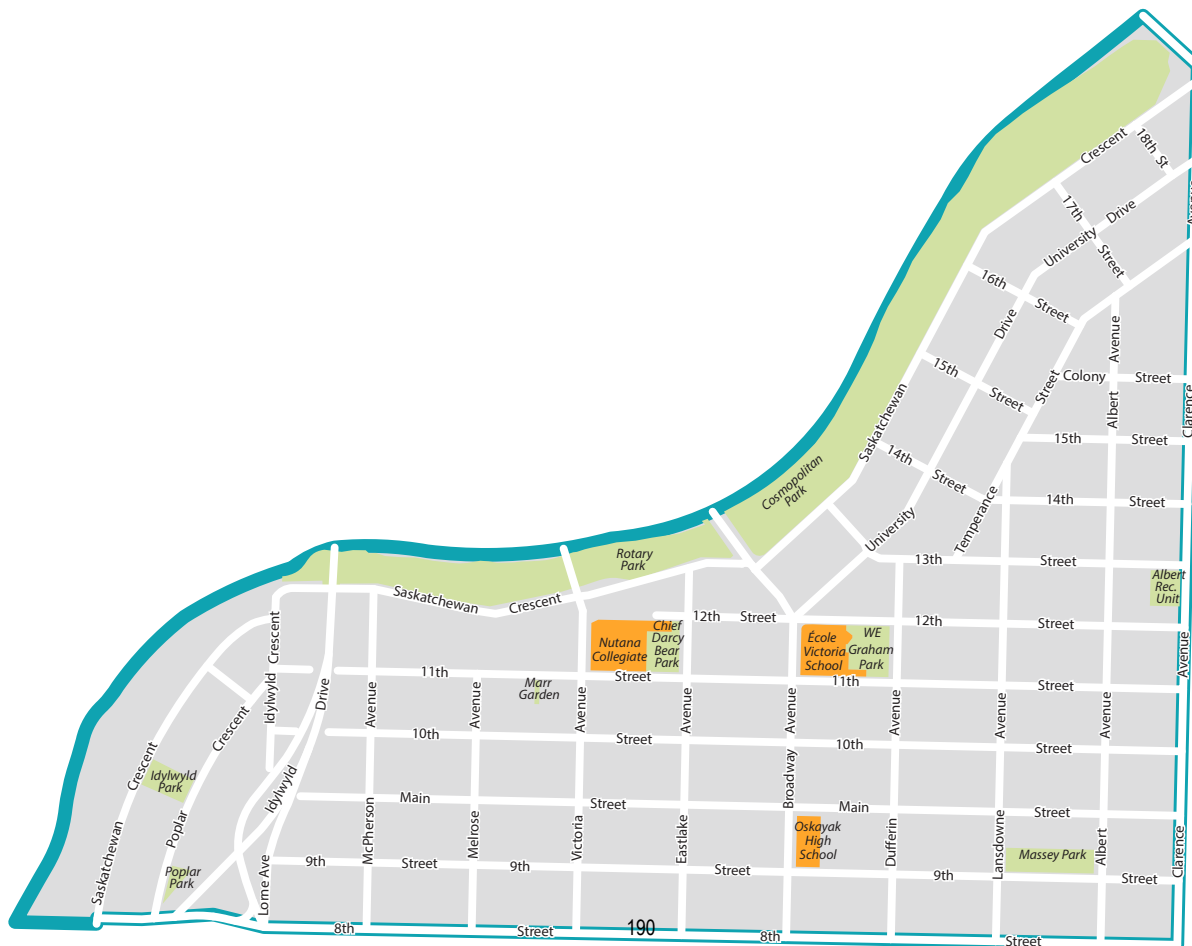 Crescent
18th St
17th
Street
Drive
University
Avenue
16th
Street
Drive
Avenue
15th
Street
Street
Colony
Street
Albert
Clarence
Saskatchewan
14th
Street
15th
Street
Cosmopolitan
Park
University
Temperance
14th
Street
Rotary
Park
13th
Street
Albert
Rec.
Unit
Saskatchewan
Crescent
12th
Street
12th
Street
Crescent
Idylwyld
Nutana
Collegiate
Chief
Darcy
Bear
Park
École
Victoria
School
WE
Graham
Park
Avenue
11th
Street
11th
Street
Marr
Garden
Drive
Avenue
Avenue
Avenue
Avenue
Avenue
Avenue
Avenue
Avenue
Crescent
Crescent
10th
Street
10th
Street
Idylwyld
Park
Idylwyld
Broadway
Main
Street
Main
Street
Poplar
McPherson
Melrose
Victoria
Eastlake
Oskayak
High
School
Dufferin
Lansdowne
Massey Park
Albert
Clarence
Saskatchewan
Poplar
Park
Lorne Ave
9th
Street
9th
Street
9th
Street
8th
Street
190
8th
Street